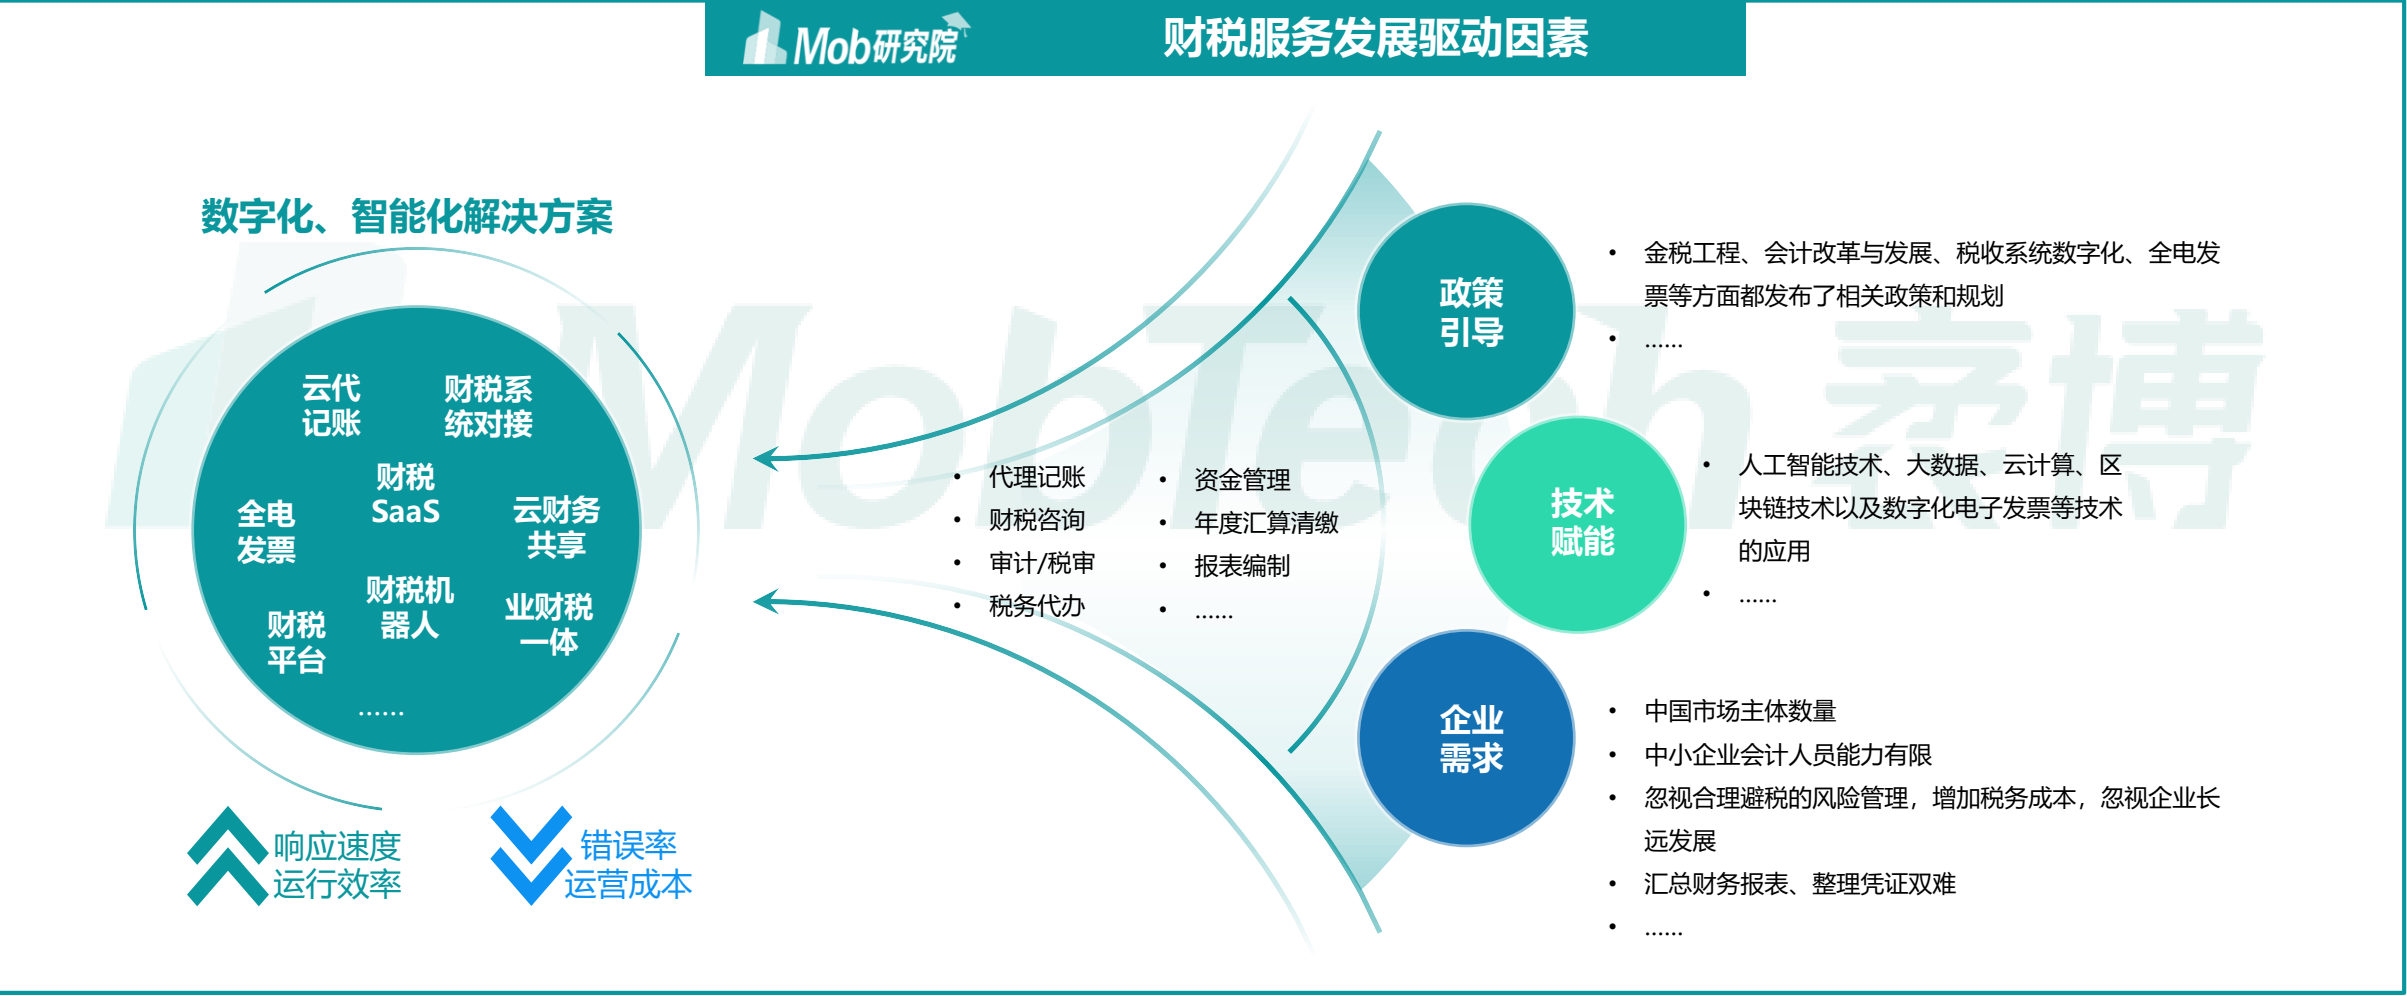 Mob研究院
财税服务发展驱动因素
数字化、智能化解决方案
云代
记账
财税系
统对接
财税
SaaS
全电
发票
云财务
共享
财税机
器人
财税
平台
业财税
一体
……
响应速度
运行效率
错误率
运营成本
• 代理记账
• 财税咨询
• 审计/税审
• 税务代办
• 资金管理
• 年度汇算清缴
• 报表编制
• ……
政策
引导
• 金税工程、会计改革与发展、税收系统数字化、全电发
票等方面都发布了相关政策和规划
• ……
技术
赋能
• 人工智能技术、大数据、云计算、区
块链技术以及数字化电子发票等技术
的应用
• ……
企业
需求
• 中国市场主体数量
• 中小企业会计人员能力有限
• 忽视合理避税的风险管理，增加税务成本，忽视企业长
远发展
• 汇总财务报表、整理凭证双难
• ……
MobTech 袤博